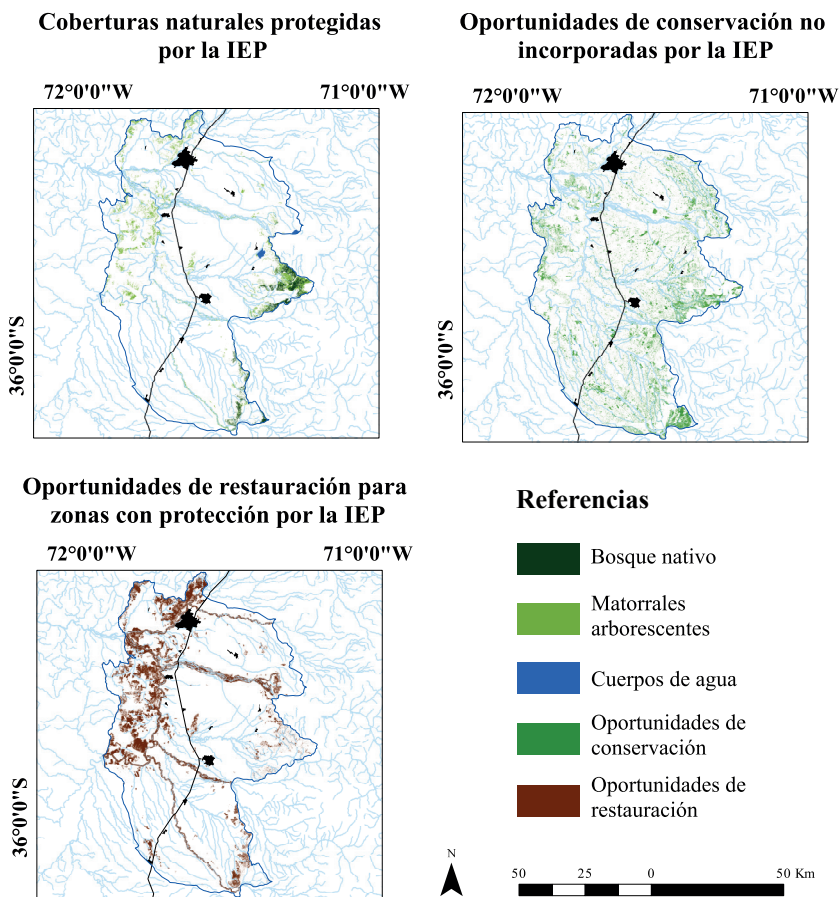 Coberturas naturales protegidas
por la IEP
72°0'0"W 71°0'0"W
36°0'0"S
Oportunidades de conservación no
incorporadas por la IEP
72°0'0"W 71°0'0"W
36°0'0"S
Oportunidades de restauración para
zonas con protección por la IEP
72°0'0"W 71°0'0"W
36°0'0"S
Referencias
Bosque nativo
Matorrales
arborescentes
Cuerpos de agua
Oportunidades de
conservación
Oportunidades de
restauración
N
50 25 0 50 Km